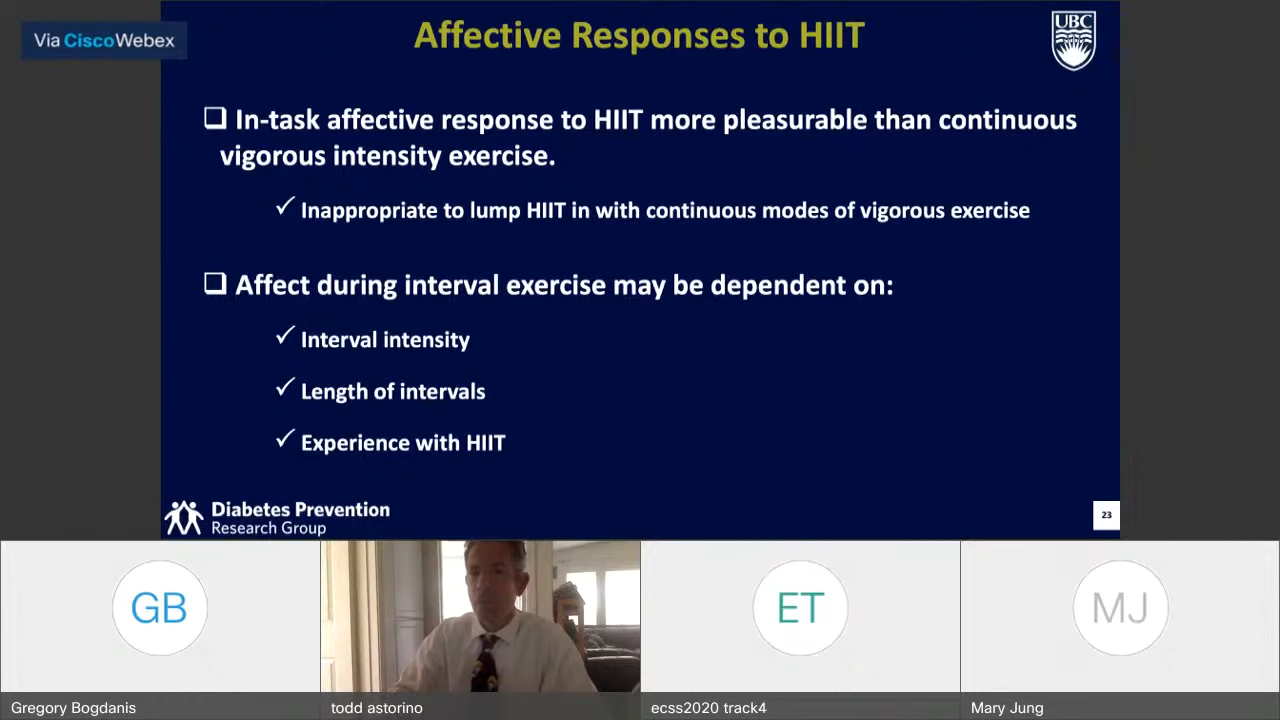 Via CiscoWebex
Affective Responses to HIIT
UBC
In-task affective response to HIIT more pleasurable than continuous
vigorous intensity exercise.
Inappropriate to lump HIIT in with continuous modes of vigorous exercise
Affect during interval exercise may be dependent on:
Interval intensity
Length of intervals
Experience with HIIT
Diabetes Prevention
Research Group
23
GB
ET
MJ
Gregory Bogdanis
todd astorino
ecss2020 track4
Mary Jung